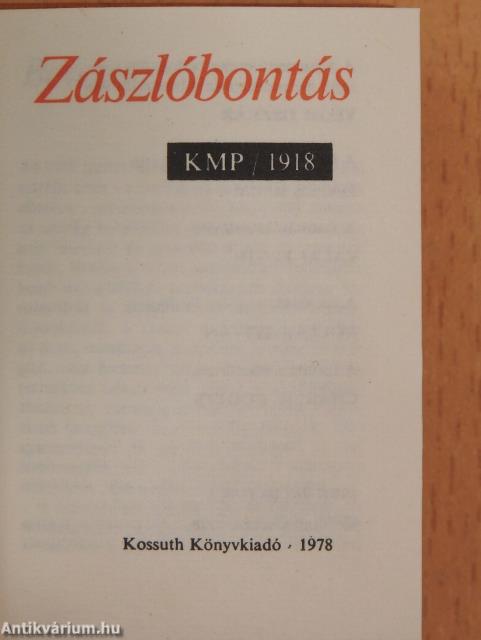 Zászlóbontás
KMP / 1918
Kossuth Könyvkiadó · 1978
Antikvárium.hu